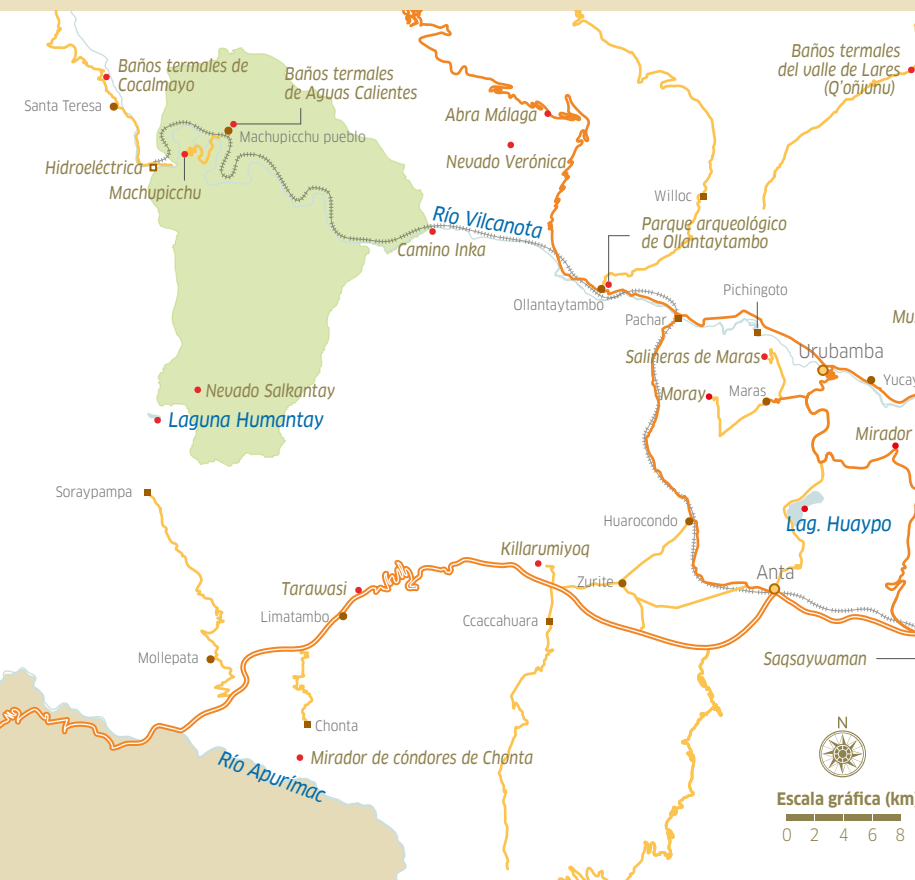 Baños termales de
Cocalmayo
Baños termales
de Aguas Calientes
Baños termales
del valle de Lares
(Q'oñiunu)
Santa Teresa
Machupicchu pueblo
Abra Málaga
Nevado Verónica
Hidroeléctrica
Machupicchu
Willoc
Río Vilcanota
Parque arqueológico
de Ollantaytambo
Camino Inka
Pichingoto
Ollantaytambo
Pachar
Urubamba
Salineras de Maras
Yucay
Nevado Salkantay
Moray
Maras
Laguna Humantay
Mirador
Soraypampa
Huarocondo
Lag. Huaypo
Killarumiyoq
Anta
Tarawasi
Zurite
Limatambo
Ccaccahuara
Mollepata
Saqsaywaman
Chonta
Mirador de cóndores de Chonta
Río Apurímac
N
Escala gráfica (km)
0 2 4 6 8